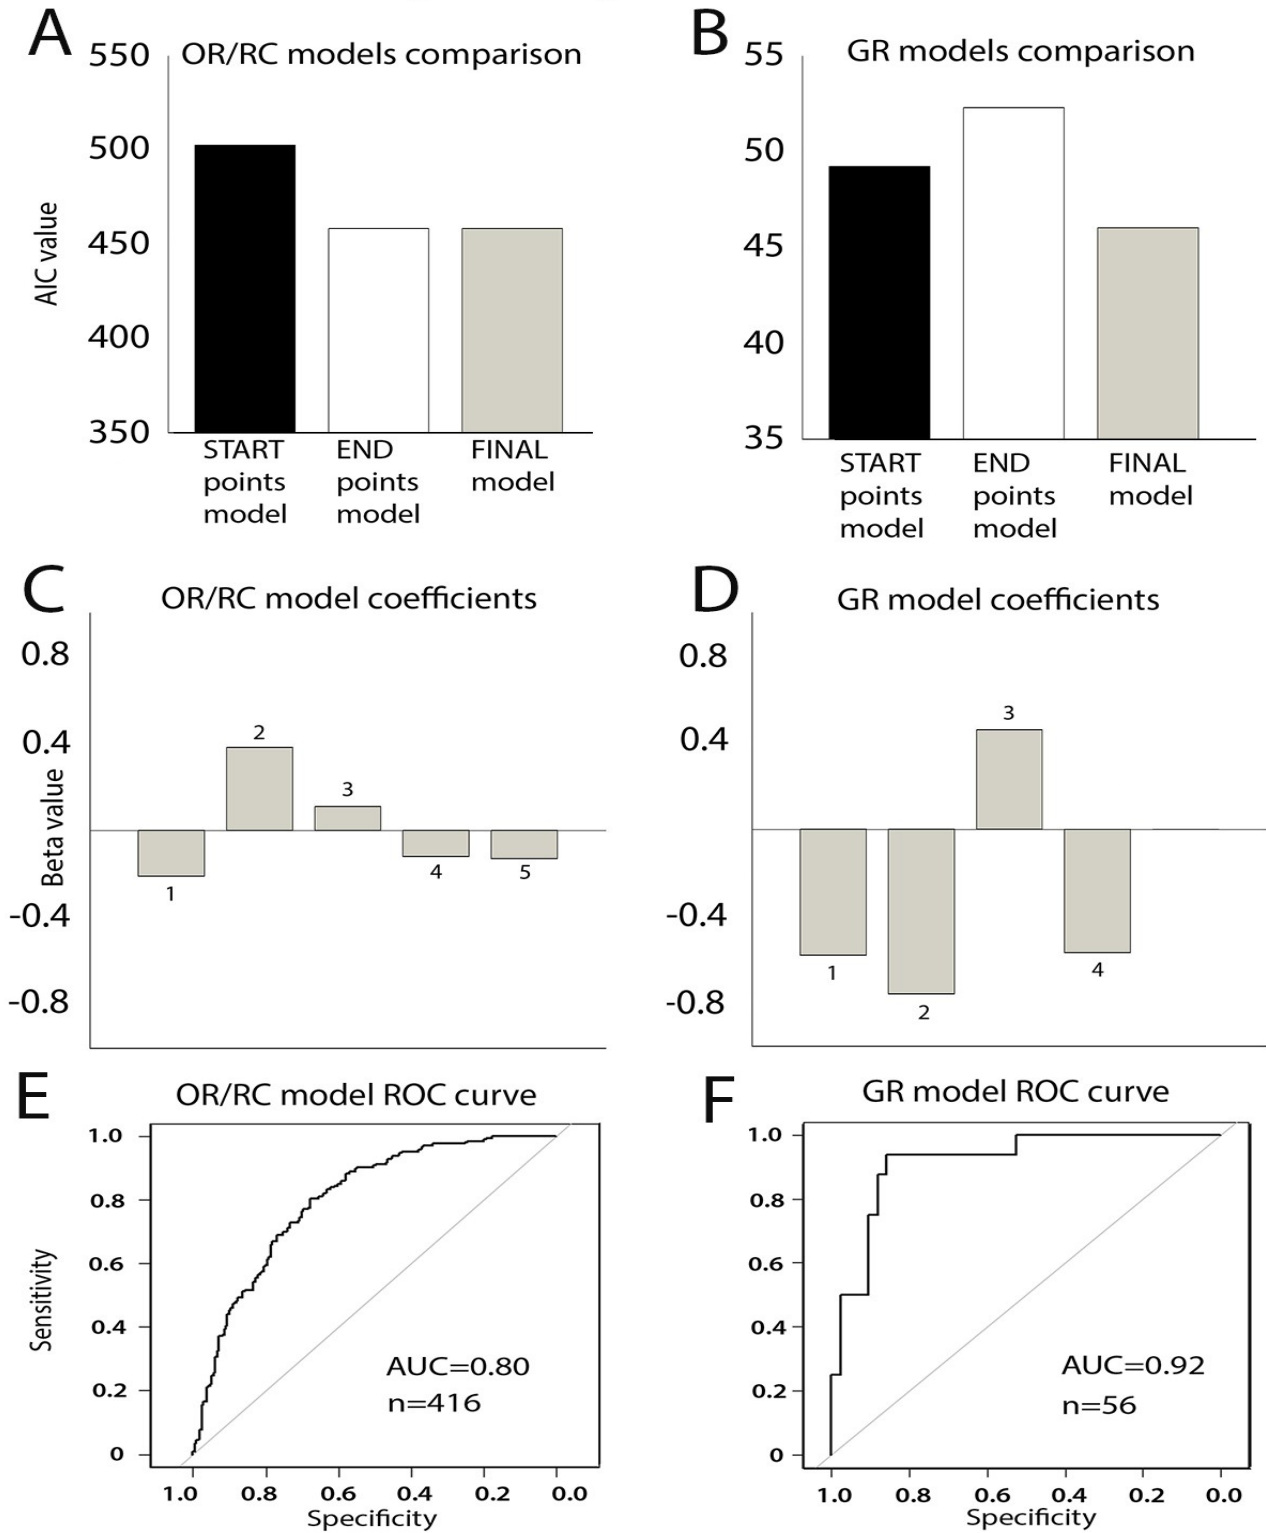 A
OR/RC models comparison
550
500
450
400
350
AIC value
START
points
model
END
points
model
FINAL
model
B
GR models comparison
55
50
45
40
35
START
points
model
END
points
model
FINAL
model
C
OR/RC model coefficients
0.8
0.4
-0.4
-0.8
Beta value
1
2
3
4
5
D
GR model coefficients
0.8
0.4
-0.4
-0.8
1
2
3
4
E
OR/RC model ROC curve
1.0
0.8
0.6
0.4
0.2
0
Sensitivity
AUC=0.80
n=416
1.0 0.8 0.6 0.4 0.2 0.0
Specificity
F
GR model ROC curve
1.0
0.8
0.6
0.4
0.2
0
AUC=0.92
n=56
1.0 0.8 0.6 0.4 0.2 0.0
Specificity